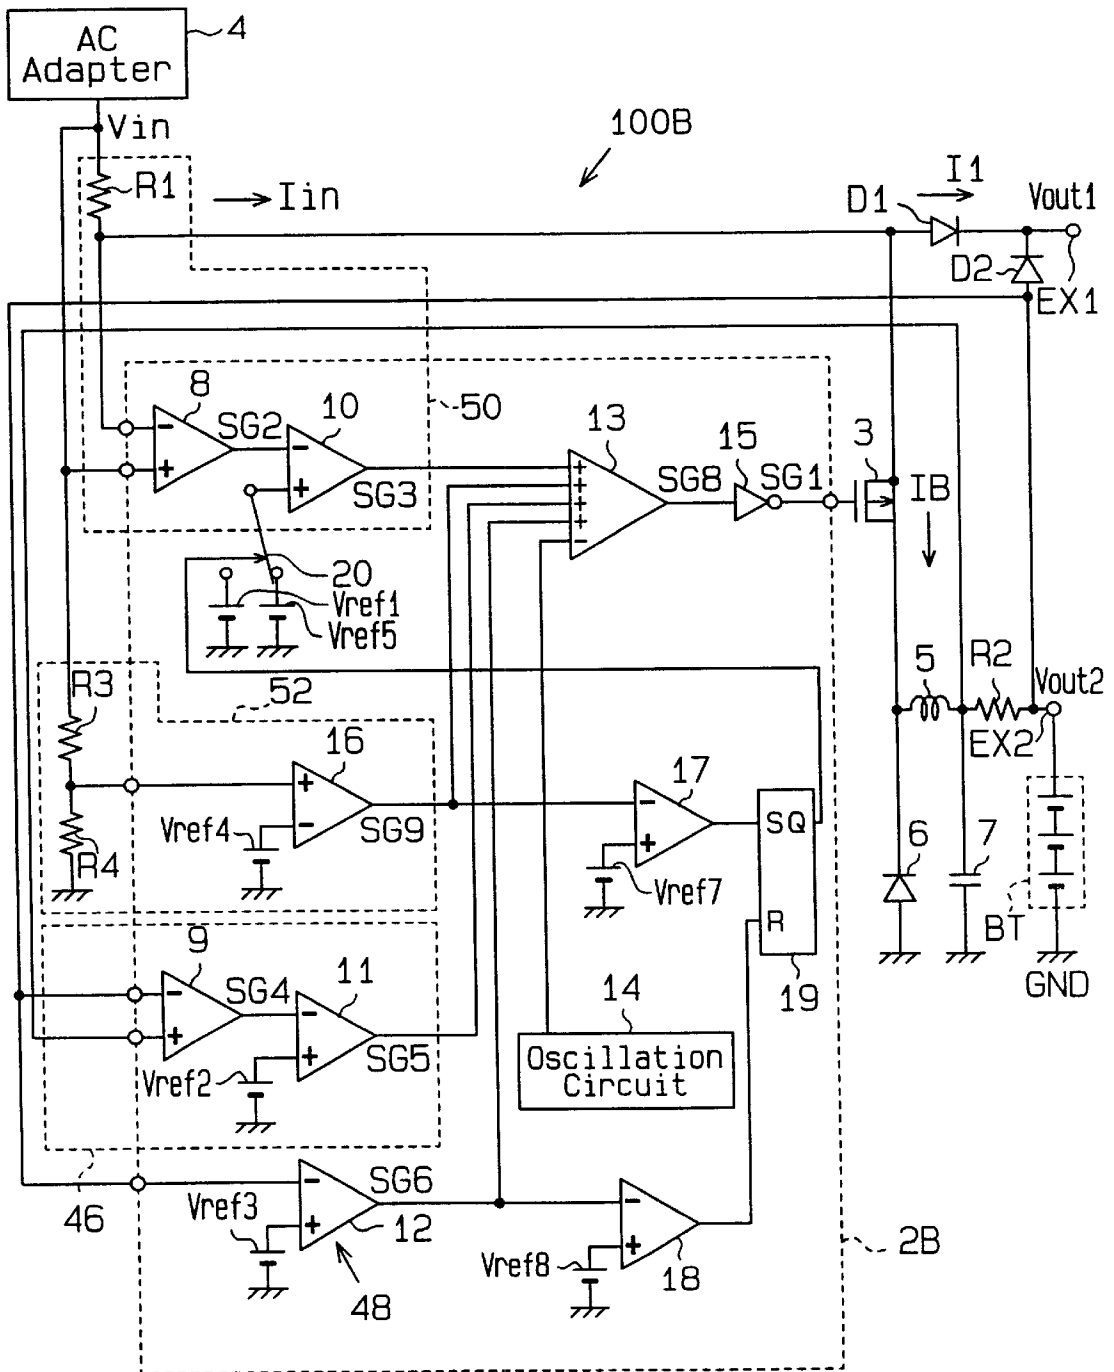 AC
Adapter
4
Vin
100B
R1
Iin
I1
D1
Vout1
D2
EX1
8
50
10
SG2
13
15
3
SG3
SG8
SG1
IB
20
Vref1
Vref5
R3
52
5
R2
Vout2
EX2
16
17
Vref4
SG9
SQ
R4
Vref7
6
7
R
BT
9
19
GND
SG4
11
14
SG5
Oscillation
Circuit
Vref2
SG6
Vref3
46
12
2B
Vref8
18
48